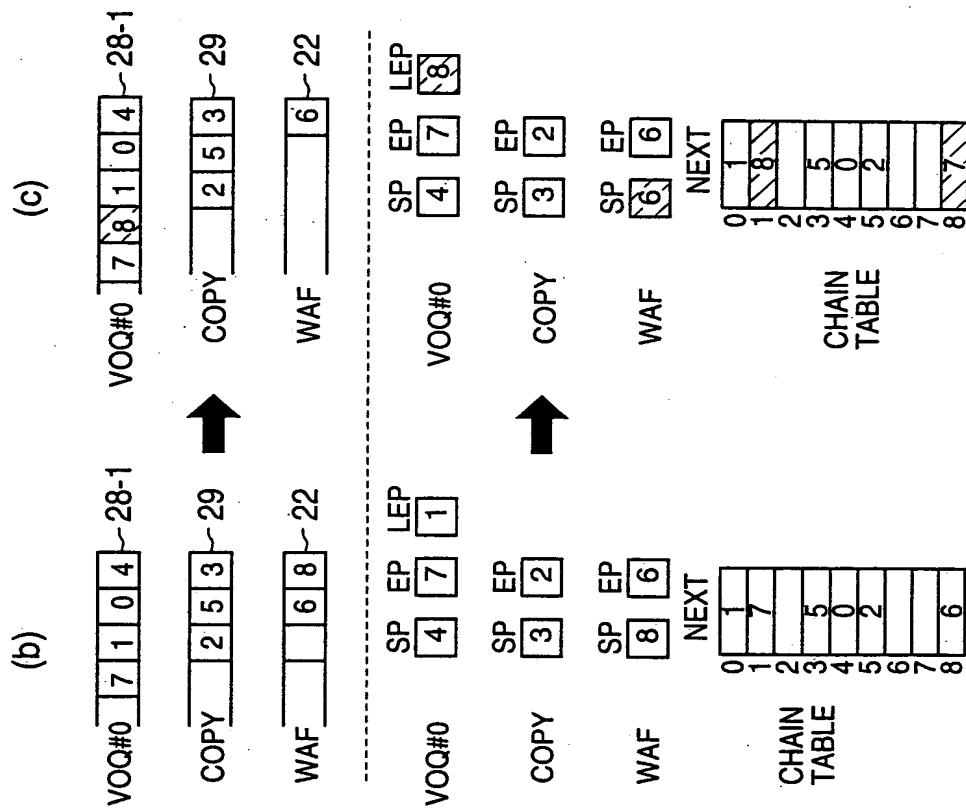 (b)
VOQ#0 7 1 0 4 28-1
COPY 2 5 3 29
WAF 6 8 22
SP EP LEP
VOQ#0 4 7 1
SP EP
COPY 3 2
SP EP
WAF 8 6
NEXT
CHAIN
TABLE
0 1
1 7
2
3 5
4 0
5 2
6
7
8 6
(c)
VOQ#0 7 8 1 0 4 28-1
COPY 2 5 3 29
WAF 6 22
SP EP LEP
VOQ#0 4 7 8
SP EP
COPY 3 2
SP EP
WAF 6 6
NEXT
CHAIN
TABLE
0 1
1 8
2
3 5
4 0
5 2
6
7
8 7